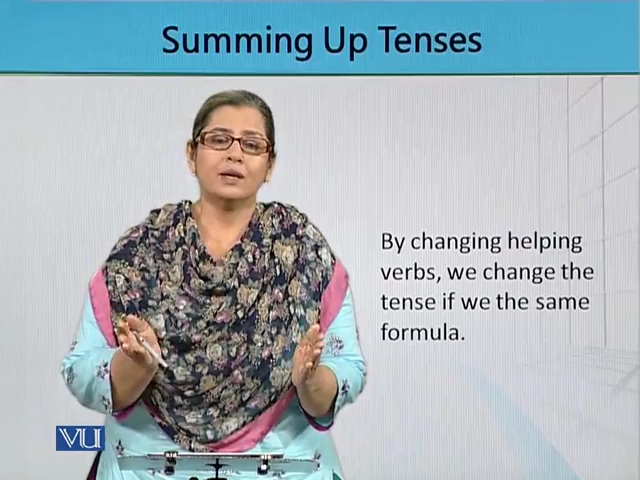 Summing Up Tenses
By changing helping
verbs, we change the
tense if we the same
formula.
VU